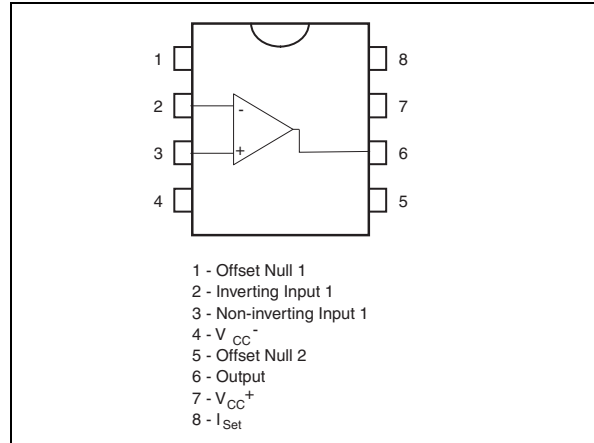 1
8
2
-
7
3
+
6
4
5
1 - Offset Null 1
2 - Inverting Input 1
3 - Non-inverting Input 1
4 - V CC -
5 - Offset Null 2
6 - Output
7 - VCC+
8 - ISet